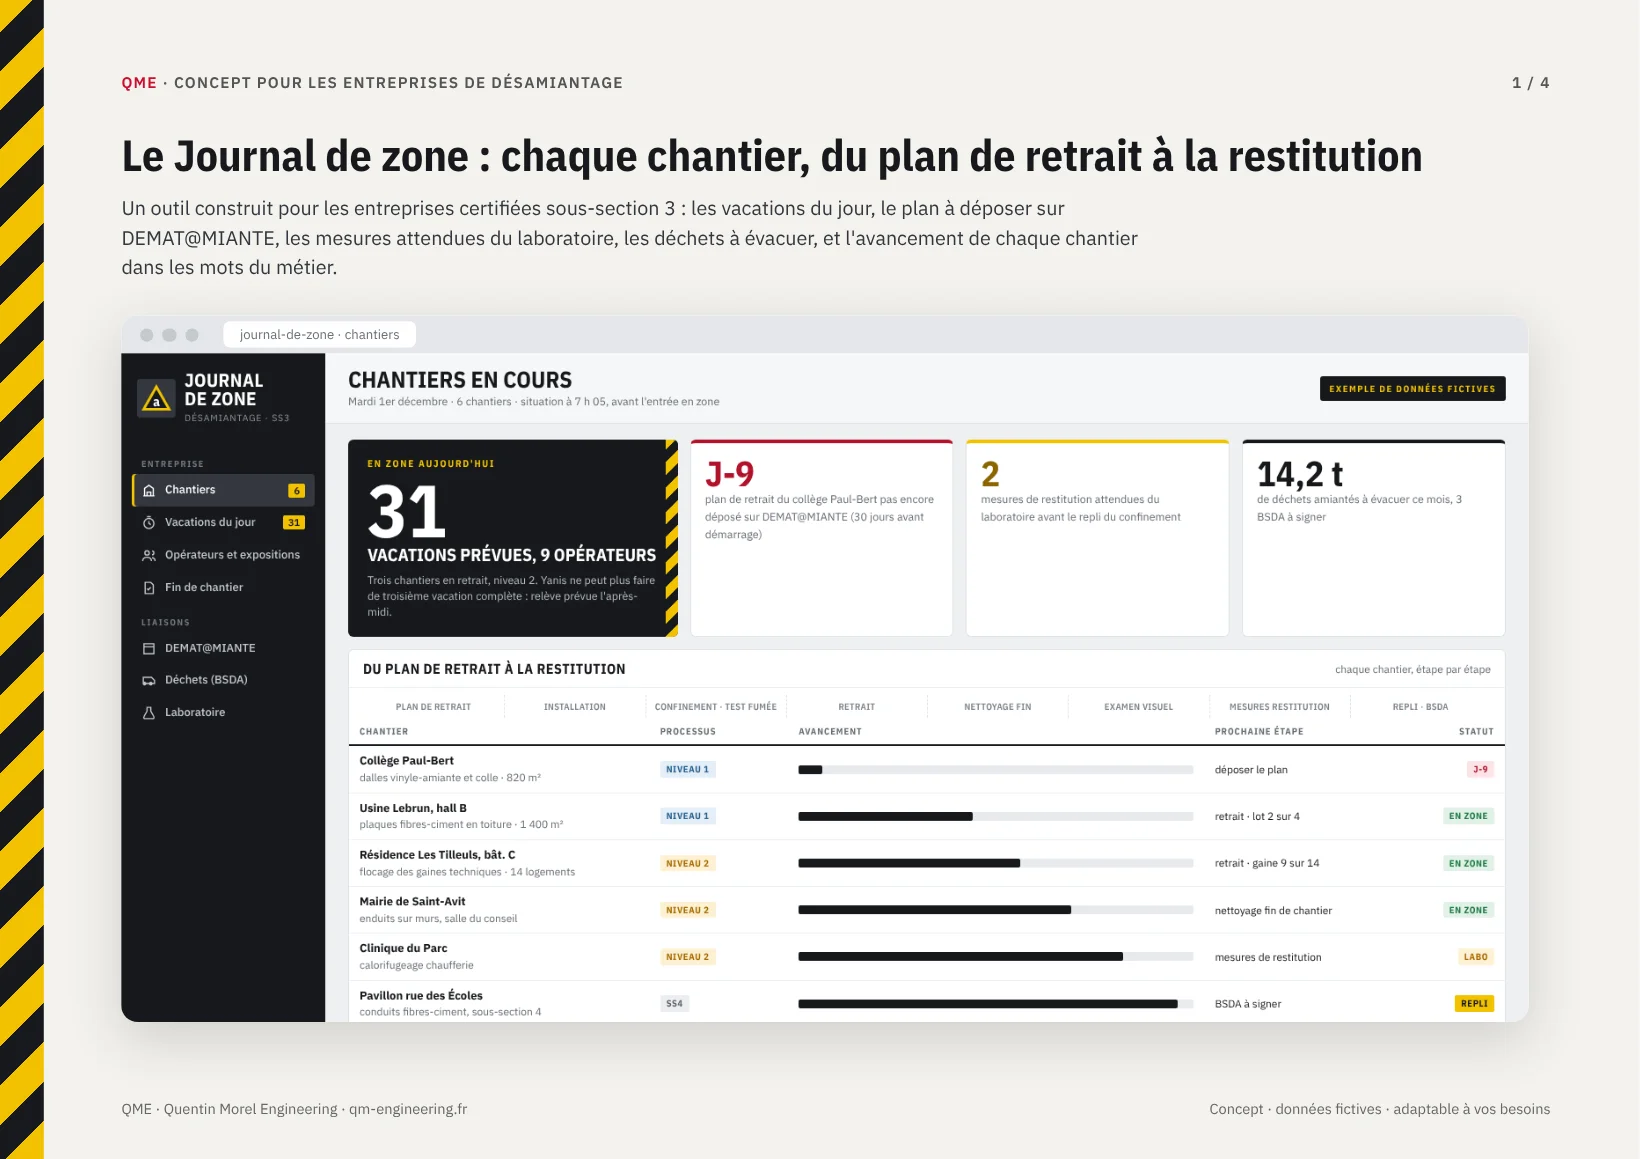 QME · CONCEPT POUR LES ENTREPRISES DE DÉSAMIANTAGE
1 / 4
Le Journal de zone : chaque chantier, du plan de retrait à la restitution
Un outil construit pour les entreprises certifiées sous-section 3 : les vacations du jour, le plan à déposer sur
DEMAT@MIANTE, les mesures attendues du laboratoire, les déchets à évacuer, et l'avancement de chaque chantier
dans les mots du métier.
journal-de-zone · chantiers
a
JOURNAL
DE ZONE
DÉSAMIANTAGE · SS3
ENTREPRISE
Chantiers 6
Vacations du jour 31
Opérateurs et expositions
Fin de chantier
LIAISONS
DEMAT@MIANTE
Déchets (BSDA)
Laboratoire
CHANTIERS EN COURS
Mardi 1er décembre · 6 chantiers · situation à 7 h 05, avant l'entrée en zone
EXEMPLE DE DONNÉES FICTIVES
EN ZONE AUJOURD'HUI
31
VACATIONS PRÉVUES, 9 OPÉRATEURS
Trois chantiers en retrait, niveau 2. Yanis ne peut plus faire
de troisième vacation complète : relève prévue l'après-
midi.
J-9
plan de retrait du collège Paul-Bert pas encore
déposé sur DEMAT@MIANTE (30 jours avant
démarrage)
2
mesures de restitution attendues du
laboratoire avant le repli du confinement
14,2 t
de déchets amiantés à évacuer ce mois, 3
BSDA à signer
DU PLAN DE RETRAIT À LA RESTITUTION
chaque chantier, étape par étape
PLAN DE RETRAIT INSTALLATION CONFINEMENT · TEST FUMÉE RETRAIT NETTOYAGE FIN EXAMEN VISUEL MESURES RESTITUTION REPLI · BSDA
CHANTIER PROCESSUS AVANCEMENT PROCHAINE ÉTAPE STATUT
Collège Paul-Bert
dalles vinyle-amiante et colle · 820 m²
NIVEAU 1
déposer le plan
J-9
Usine Lebrun, hall B
plaques fibres-ciment en toiture · 1 400 m²
NIVEAU 1
retrait · lot 2 sur 4
EN ZONE
Résidence Les Tilleuls, bât. C
flocage des gaines techniques · 14 logements
NIVEAU 2
retrait · gaine 9 sur 14
EN ZONE
Mairie de Saint-Avit
enduits sur murs, salle du conseil
NIVEAU 2
nettoyage fin de chantier
EN ZONE
Clinique du Parc
calorifugeage chaufferie
NIVEAU 2
mesures de restitution
LABO
Pavillon rue des Écoles
conduits fibres-ciment, sous-section 4
SS4
BSDA à signer
REPLI
QME · Quentin Morel Engineering · qm-engineering.fr
Concept · données fictives · adaptable à vos besoins